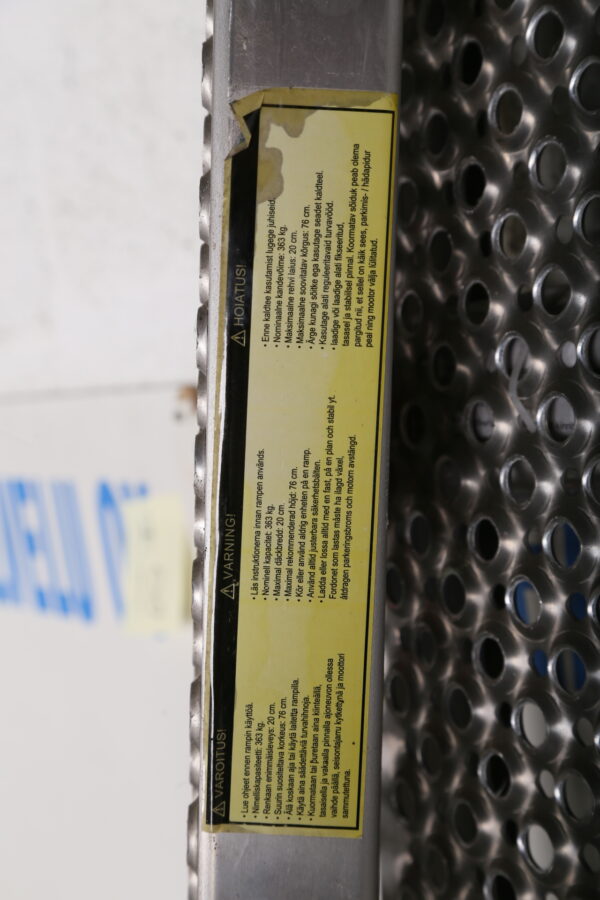 ⚠ VAROITUS!
• Lue ohjeet ennen rampin käyttöä.
• Nimelliskapasiteetti: 363 kg.
• Renkaan enimmäisleveys: 20 cm.
• Suurin suositeltava korkeus: 76 cm.
• Älä koskaan aja tai käytä laitetta rampilla.
• Käytä aina säädettäviä turvahihnoja.
• Kuormataan tai puretaan aina kiinteällä,
tasaisella ja vakaalla pinnalla ajoneuvon ollessa
vaihde päällä, seisontajarru kytkettynä ja moottori
sammutettuna.
⚠ VARNING!
• Läs instruktionerna innan rampen används.
• Nominell kapacitet: 363 kg.
• Maximal däckbredd: 20 cm
• Maximal rekommenderad höjd: 76 cm.
• Kör eller använd aldrig enheten på en ramp.
• Använd alltid justerbara säkerhetsbälten.
• Ladda eller lossa alltid med en fast, på en plan och stabil yt.
Fordonet som lastas måste ha ilagd växel,
åtdragen parkeringsbroms och motorn avstängd.
⚠ HOIATUS!
• Enne kaldtee kasutamist lugege juhiseid
• Nominaalne kandevõime: 363 kg.
• Maksimaalne rehvi laius: 20 cm.
• Maksimaalne soovitatav kõrgus: 76 cm.
• Ärge kunagi sõitke ega kasutage seadet kaldteel.
• Kasutage alati reguleeritavaid turvavööd.
• laadige või laadige alati fikseeritud,
tasasel ja stabiilsel pinnal. Koormatav sõiduk peab olema
pargitud nii, et sellel on käik sees, parkimis- / hädapidur
peal ning mootor välja lülitatud.